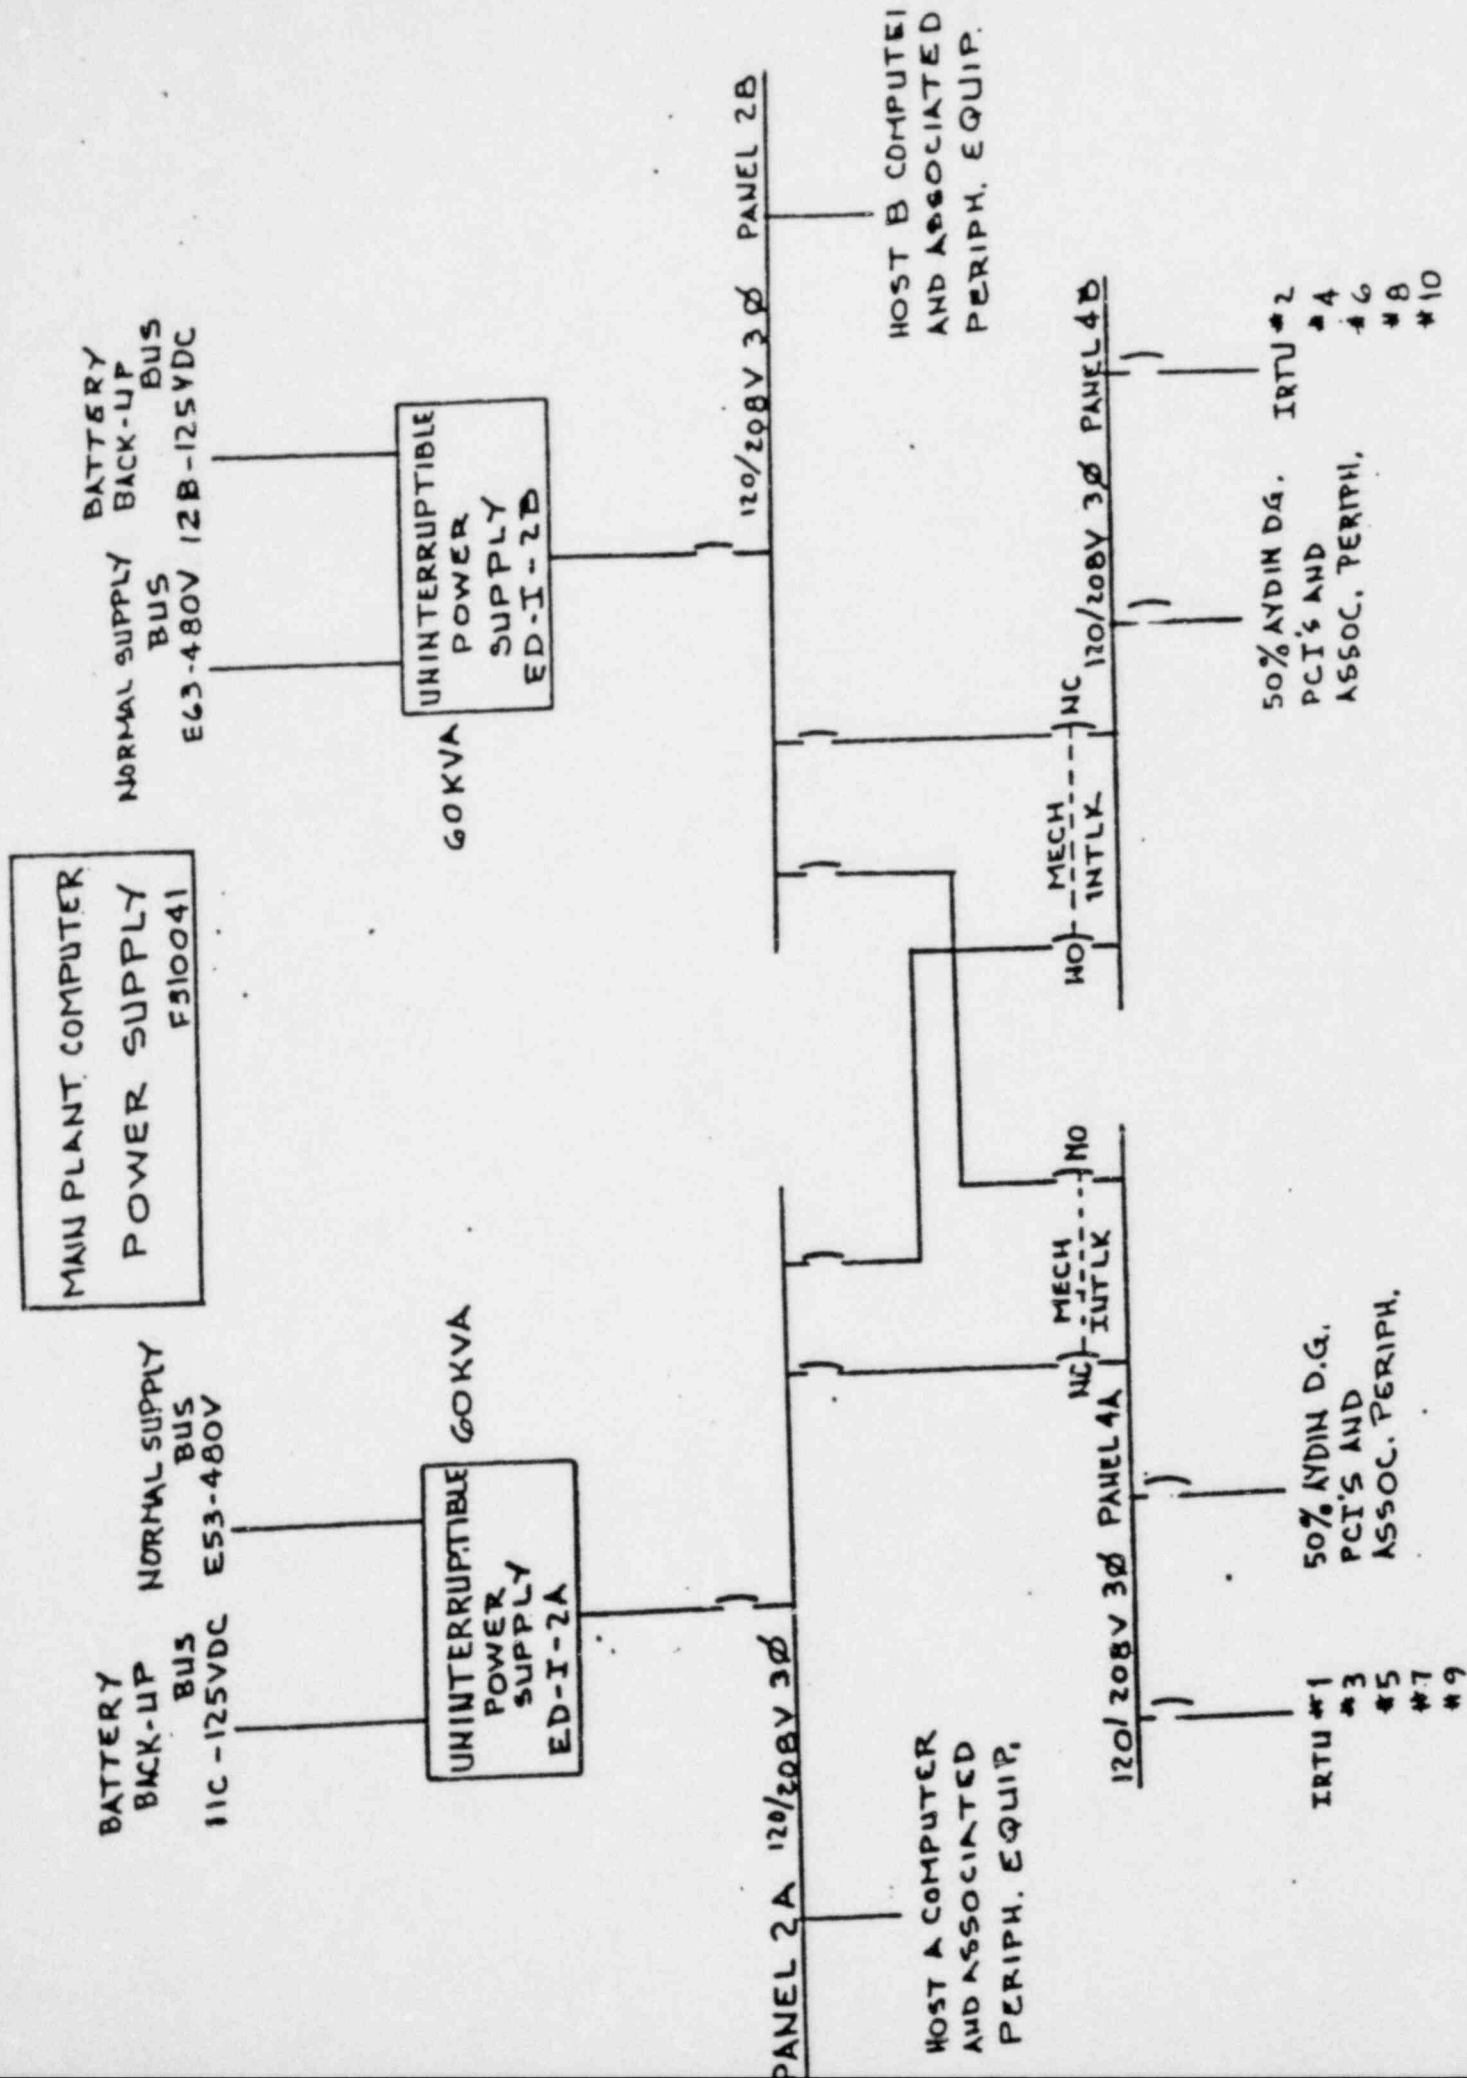 MAIN PLANT COMPUTER
POWER SUPPLY
F910041
BATTERY
BACK-UP
BUS
11C-125VDC
NORMAL SUPPLY
BUS
E53-480V
NORMAL SUPPLY
BUS
E63-480V
BATTERY
BACK-UP
BUS
12B-125VDC
UNINTERRUPTIBLE
POWER
SUPPLY
ED-I-2A
60KVA
60KVA
UNINTERRUPTIBLE
POWER
SUPPLY
ED-I-2B
PANEL 2A 120/208V 3Ø
120/208V 3Ø PANEL 2B
HOST A COMPUTER
AND ASSOCIATED
PERIPH. EQUIP.
HOST B COMPUTE
AND ASSOCIATED
PERIPH. EQUIP.
NC
MECH
INTLK
NO
NO
MECH
INTLK
NC
120/208V 3Ø PANEL 4A
120/208V 3Ø PANEL 4B
IRTU #1
#3
#5
#7
#9
50% AYDIN D.G.
PCI'S AND
ASSOC. PERIPH.
50% AYDIN DG.
PCI'S AND
ASSOC. PERIPH.
IRTU #2
#4
#6
#8
#10